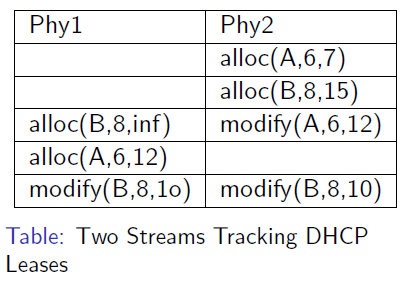 Phy1 Phy2
alloc(A,6,7)
alloc(B,8,15)
alloc(B,8,inf) modify(A,6,12)
alloc(A,6,12)
modify(B,8,1o) modify(B,8,10)
Table: Two Streams Tracking DHCP
Leases